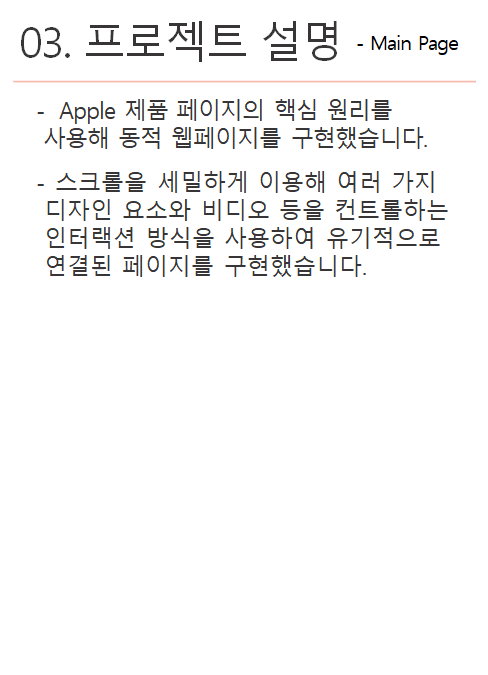 03. 프로젝트 설명 - Main Page
- Apple 제품 페이지의 핵심 원리를
사용해 동적 웹페이지를 구현했습니다.
- 스크롤을 세밀하게 이용해 여러 가지
디자인 요소와 비디오 등을 컨트롤하는
인터랙션 방식을 사용하여 유기적으로
연결된 페이지를 구현했습니다.